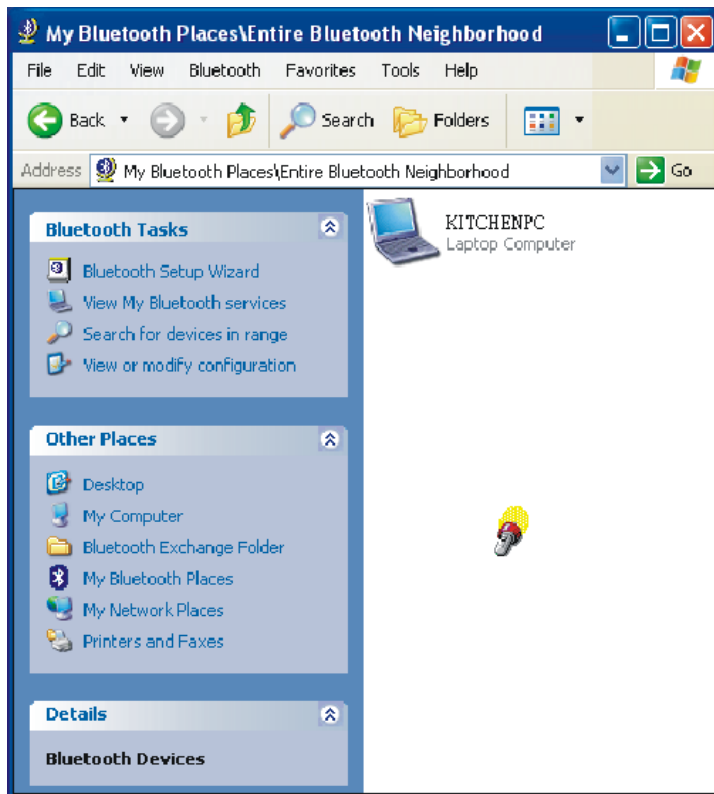 My Bluetooth Places\Entire Bluetooth Neighborhood
File Edit View Bluetooth Favorites Tools Help
Back Search Folders
Address My Bluetooth Places\Entire Bluetooth Neighborhood Go
Bluetooth Tasks
Bluetooth Setup Wizard
View My Bluetooth services
Search for devices in range
View or modify configuration
Other Places
Desktop
My Computer
Bluetooth Exchange Folder
My Bluetooth Places
My Network Places
Printers and Faxes
Details
Bluetooth Devices
KITCHENPC
Laptop Computer